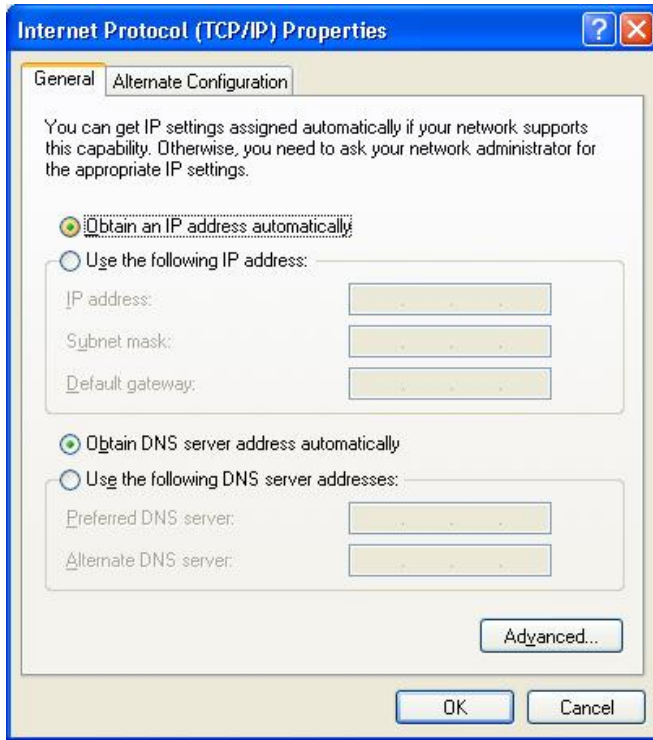 Internet Protocol (TCP/IP) Properties
General
Alternate Configuration
You can get IP settings assigned automatically if your network supports
this capability. Otherwise, you need to ask your network administrator for
the appropriate IP settings.
Obtain an IP address automatically
Use the following IP address:
IP address:
Subnet mask:
Default gateway:
Obtain DNS server address automatically
Use the following DNS server addresses:
Preferred DNS server:
Alternate DNS server:
Advanced...
OK
Cancel